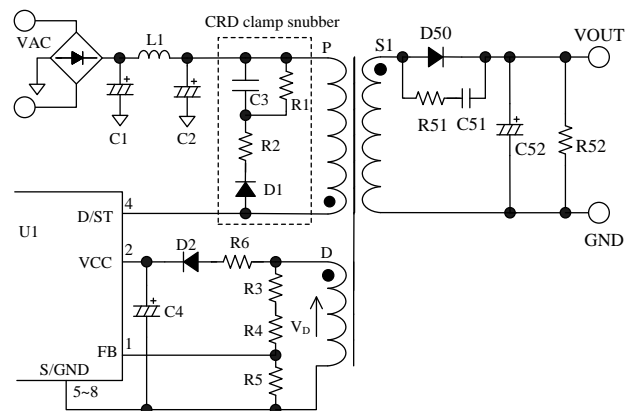 CRD clamp snubber
VAC
L1
P
S1
D50
VOUT
C3
R1
C1
C2
R51
C51
R2
C52
R52
D1
4
D/ST
U1
GND
2
VCC
D2
R6
D
R3
C4
R4
VD
1
FB
R5
S/GND
5~8
+
+
+
+